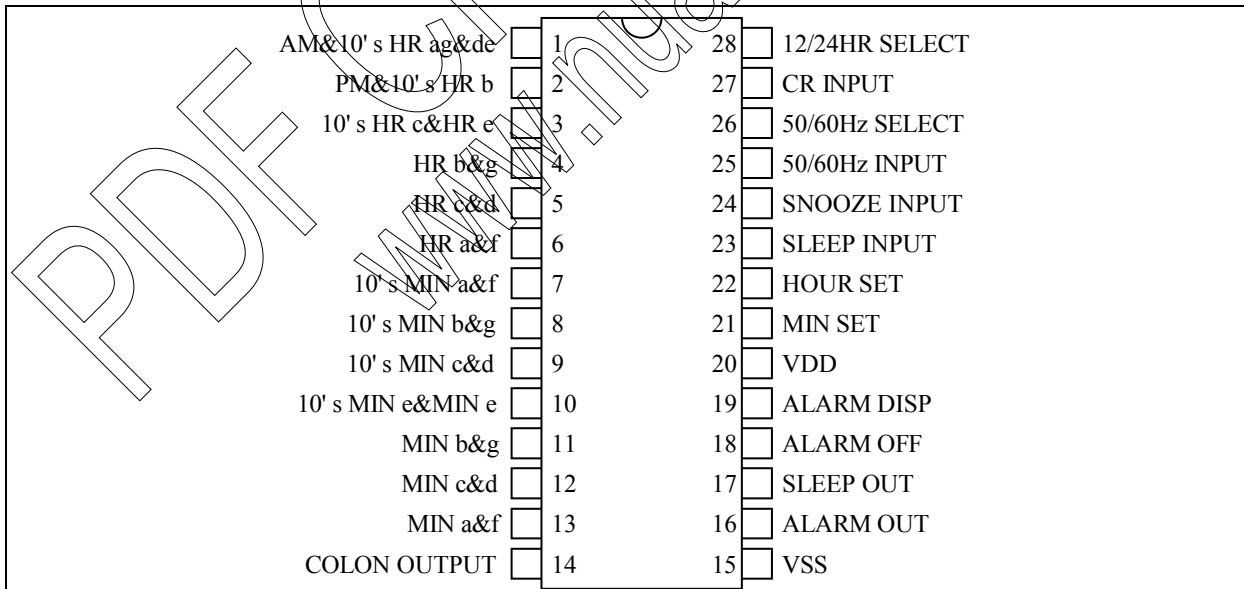 AM&10' s HR ag&de 1 28 12/24HR SELECT
PM&10' s HR b 2 27 CR INPUT
10' s HR c&HR e 3 26 50/60Hz SELECT
HR b&g 4 25 50/60Hz INPUT
HR c&d 5 24 SNOOZE INPUT
HR a&f 6 23 SLEEP INPUT
10' s MIN a&f 7 22 HOUR SET
10' s MIN b&g 8 21 MIN SET
10' s MIN c&d 9 20 VDD
10' s MIN e&MIN e 10 19 ALARM DISP
MIN b&g 11 18 ALARM OFF
MIN c&d 12 17 SLEEP OUT
MIN a&f 13 16 ALARM OUT
COLON OUTPUT 14 15 VSS
PDF